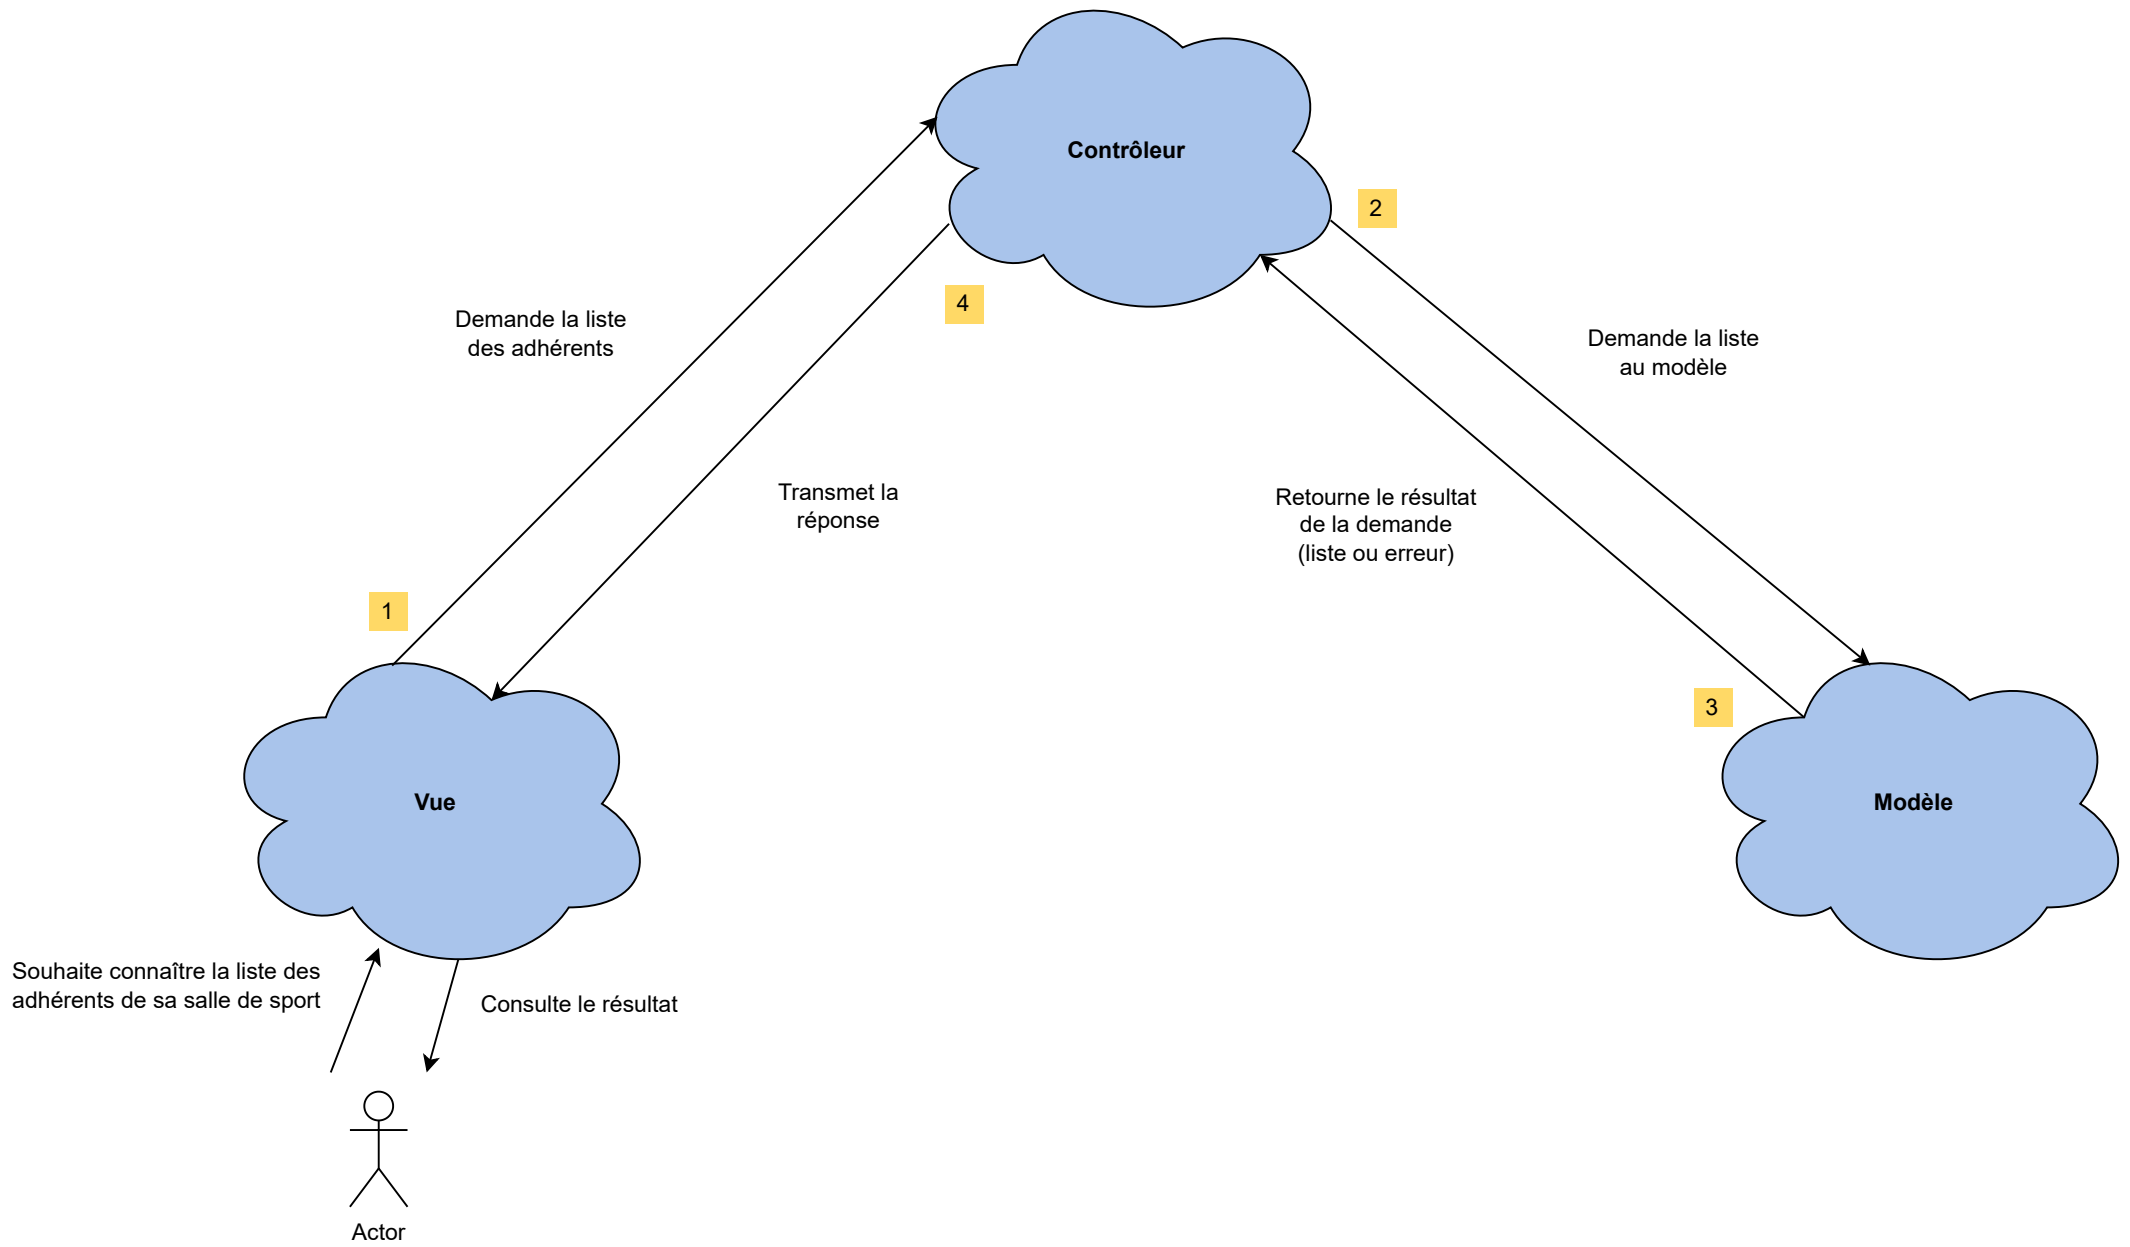 Contrôleur
2
4
Demande la liste
des adhérents
Demande la liste
au modèle
Transmet la
réponse
Retourne le résultat
de la demande
(liste ou erreur)
1
3
Vue
Modèle
Souhaite connaître la liste des
adhérents de sa salle de sport
Consulte le résultat
Actor